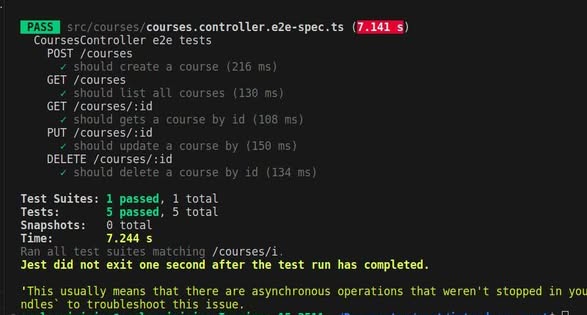 PASS src/courses/courses.controller.e2e-spec.ts (7.141 s)
CoursesController e2e tests
POST /courses
✓ should create a course (216 ms)
GET /courses
✓ should list all courses (130 ms)
GET /courses/:id
✓ should gets a course by id (108 ms)
PUT /courses/:id
✓ should update a course (150 ms)
DELETE /courses/:id
✓ should delete a course by id (134 ms)
Test Suites: 1 passed, 1 total
Tests: 5 passed, 5 total
Snapshots: 0 total
Time: 7.244 s
Ran all test suites matching /courses/i.
Jest did not exit one second after the test run has completed.
'This usually means that there are asynchronous operations that weren't stopped in you
ndles` to troubleshoot this issue.